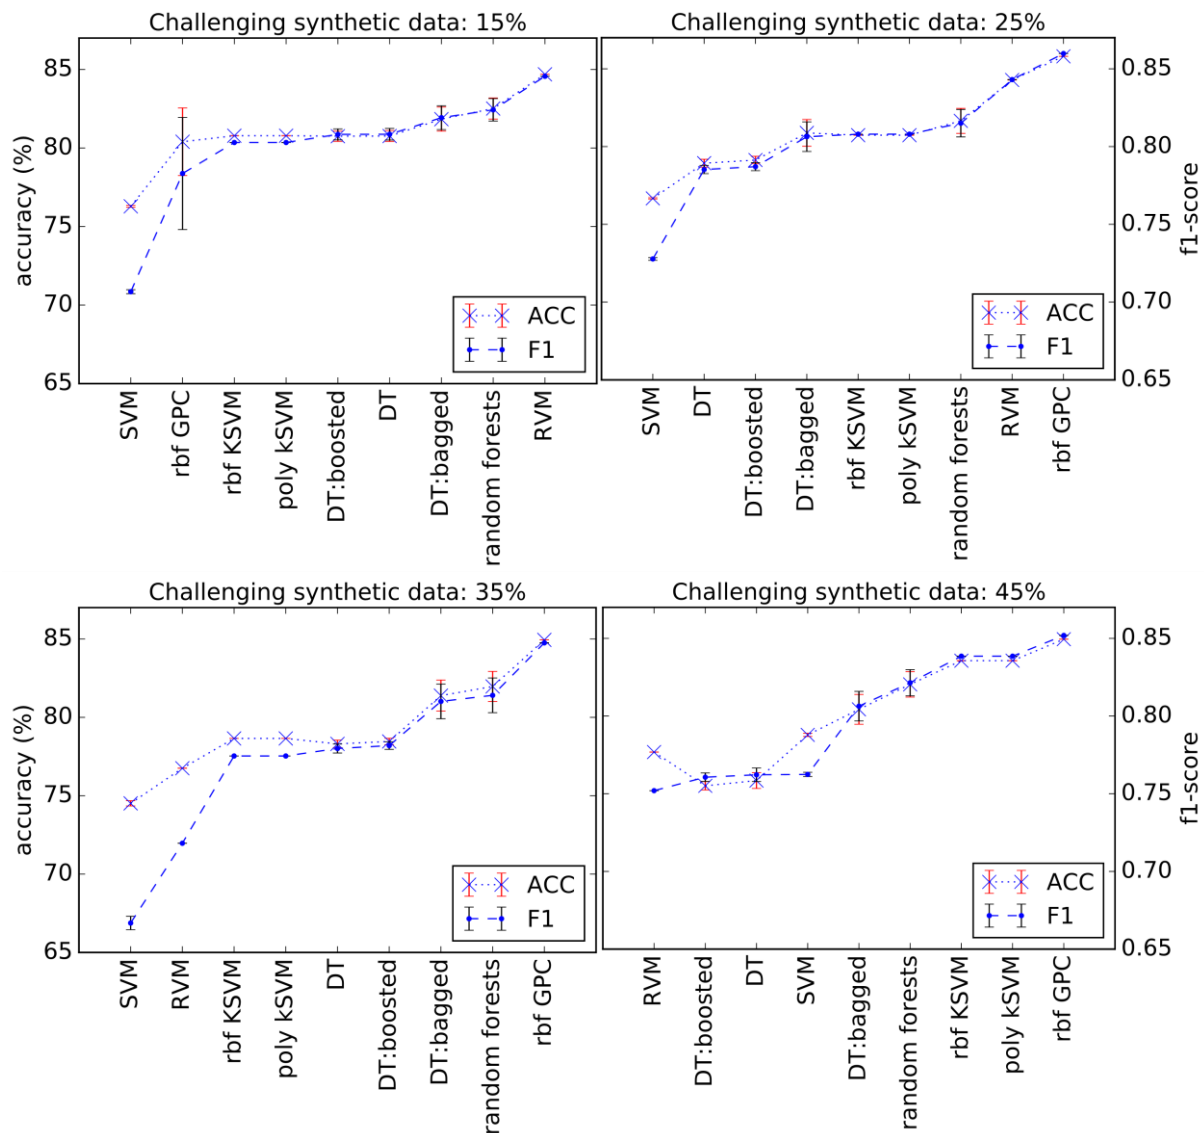 Challenging synthetic data: 15%
85
80
75
70
65
accuracy (%)
ACC
F1
SVM
rbf GPC
rbf KSVM
poly kSVM
DT:boosted
DT
DT:bagged
random forests
RVM
Challenging synthetic data: 25%
0.85
0.80
0.75
0.70
0.65
f1-score
ACC
F1
SVM
DT
DT:boosted
DT:bagged
rbf KSVM
poly kSVM
random forests
RVM
rbf GPC
Challenging synthetic data: 35%
85
80
75
70
65
accuracy (%)
ACC
F1
SVM
RVM
rbf KSVM
poly kSVM
DT
DT:boosted
DT:bagged
random forests
rbf GPC
Challenging synthetic data: 45%
0.85
0.80
0.75
0.70
0.65
f1-score
ACC
F1
RVM
DT:boosted
DT
SVM
DT:bagged
random forests
rbf KSVM
poly kSVM
rbf GPC